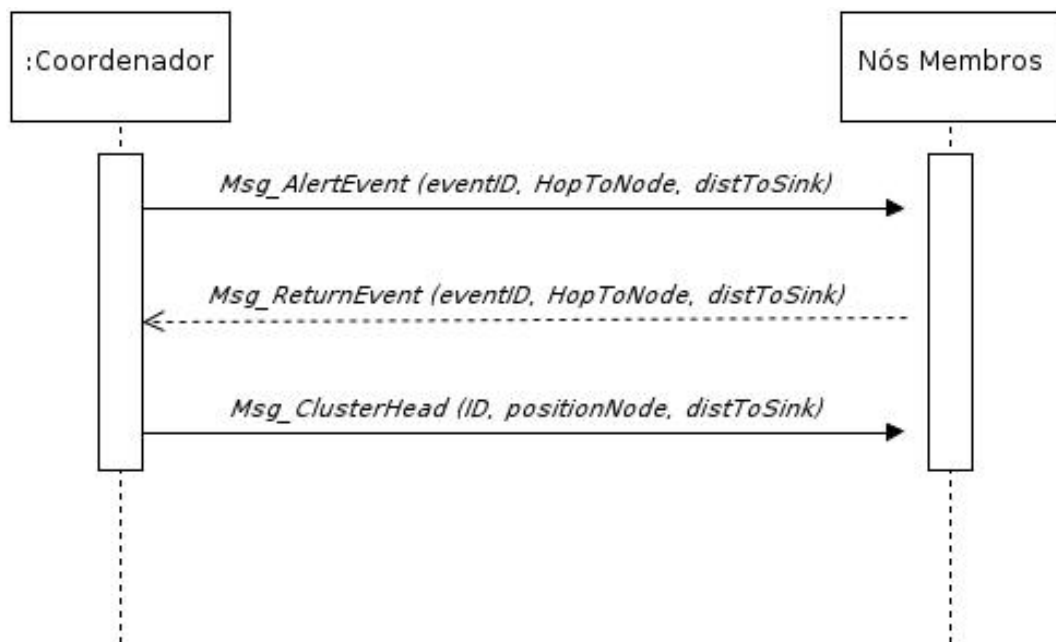 :Coordenador
Nós Membros
Msg_AlertEvent (eventID, HopToNode, distToSink)
Msg_ReturnEvent (eventID, HopToNode, distToSink)
Msg_ClusterHead (ID, positionNode, distToSink)